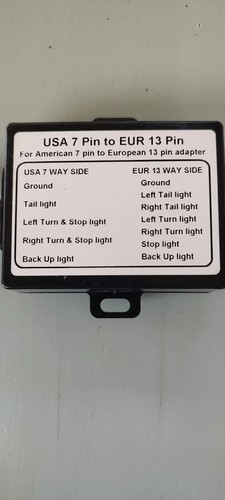 USA 7 Pin to EUR 13 Pin
For American 7 pin to European 13 pin adapter
USA 7 WAY SIDE
Ground
Tail light
Left Turn & Stop light
Right Turn & Stop light
Back Up light
EUR 13 WAY SIDE
Ground
Left Tail light
Right Tail light
Left Turn light
Right Turn light
Stop light
Back Up light